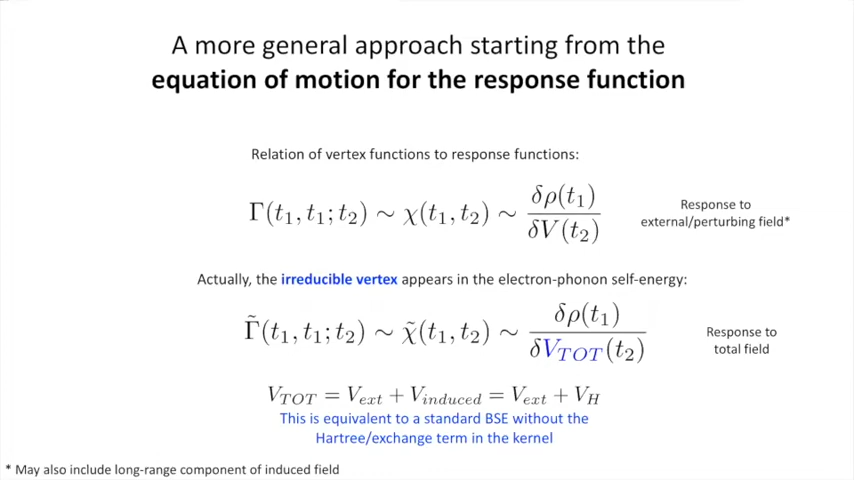 A more general approach starting from the
equation of motion for the response function
Relation of vertex functions to response functions:
Γ(t₁, t₁; t₂) ∼ χ(t₁, t₂) ∼ δρ(t₁) / δV(t₂)
Response to
external/perturbing field*
Actually, the irreducible vertex appears in the electron-phonon self-energy:
Γ̃(t₁, t₁; t₂) ∼ χ̃(t₁, t₂) ∼ δρ(t₁) / δV_TOT(t₂)
Response to
total field
V_TOT = V_ext + V_induced = V_ext + V_H
This is equivalent to a standard BSE without the
Hartree/exchange term in the kernel
* May also include long-range component of induced field